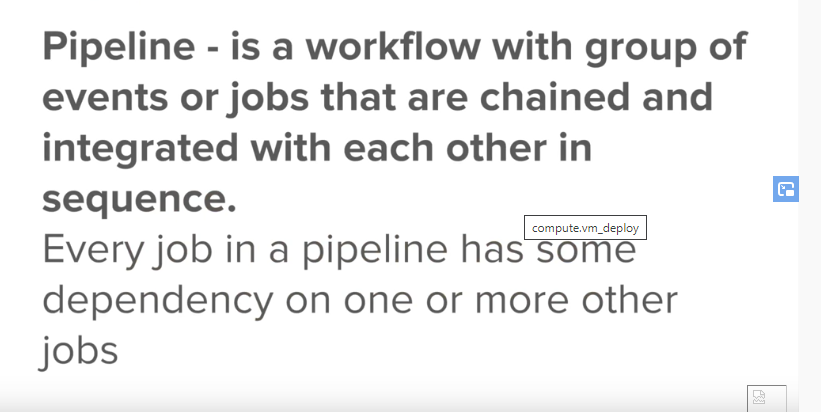 Pipeline - is a workflow with group of
events or jobs that are chained and
integrated with each other in
sequence.
compute.vm_deploy
Every job in a pipeline has some
dependency on one or more other
jobs